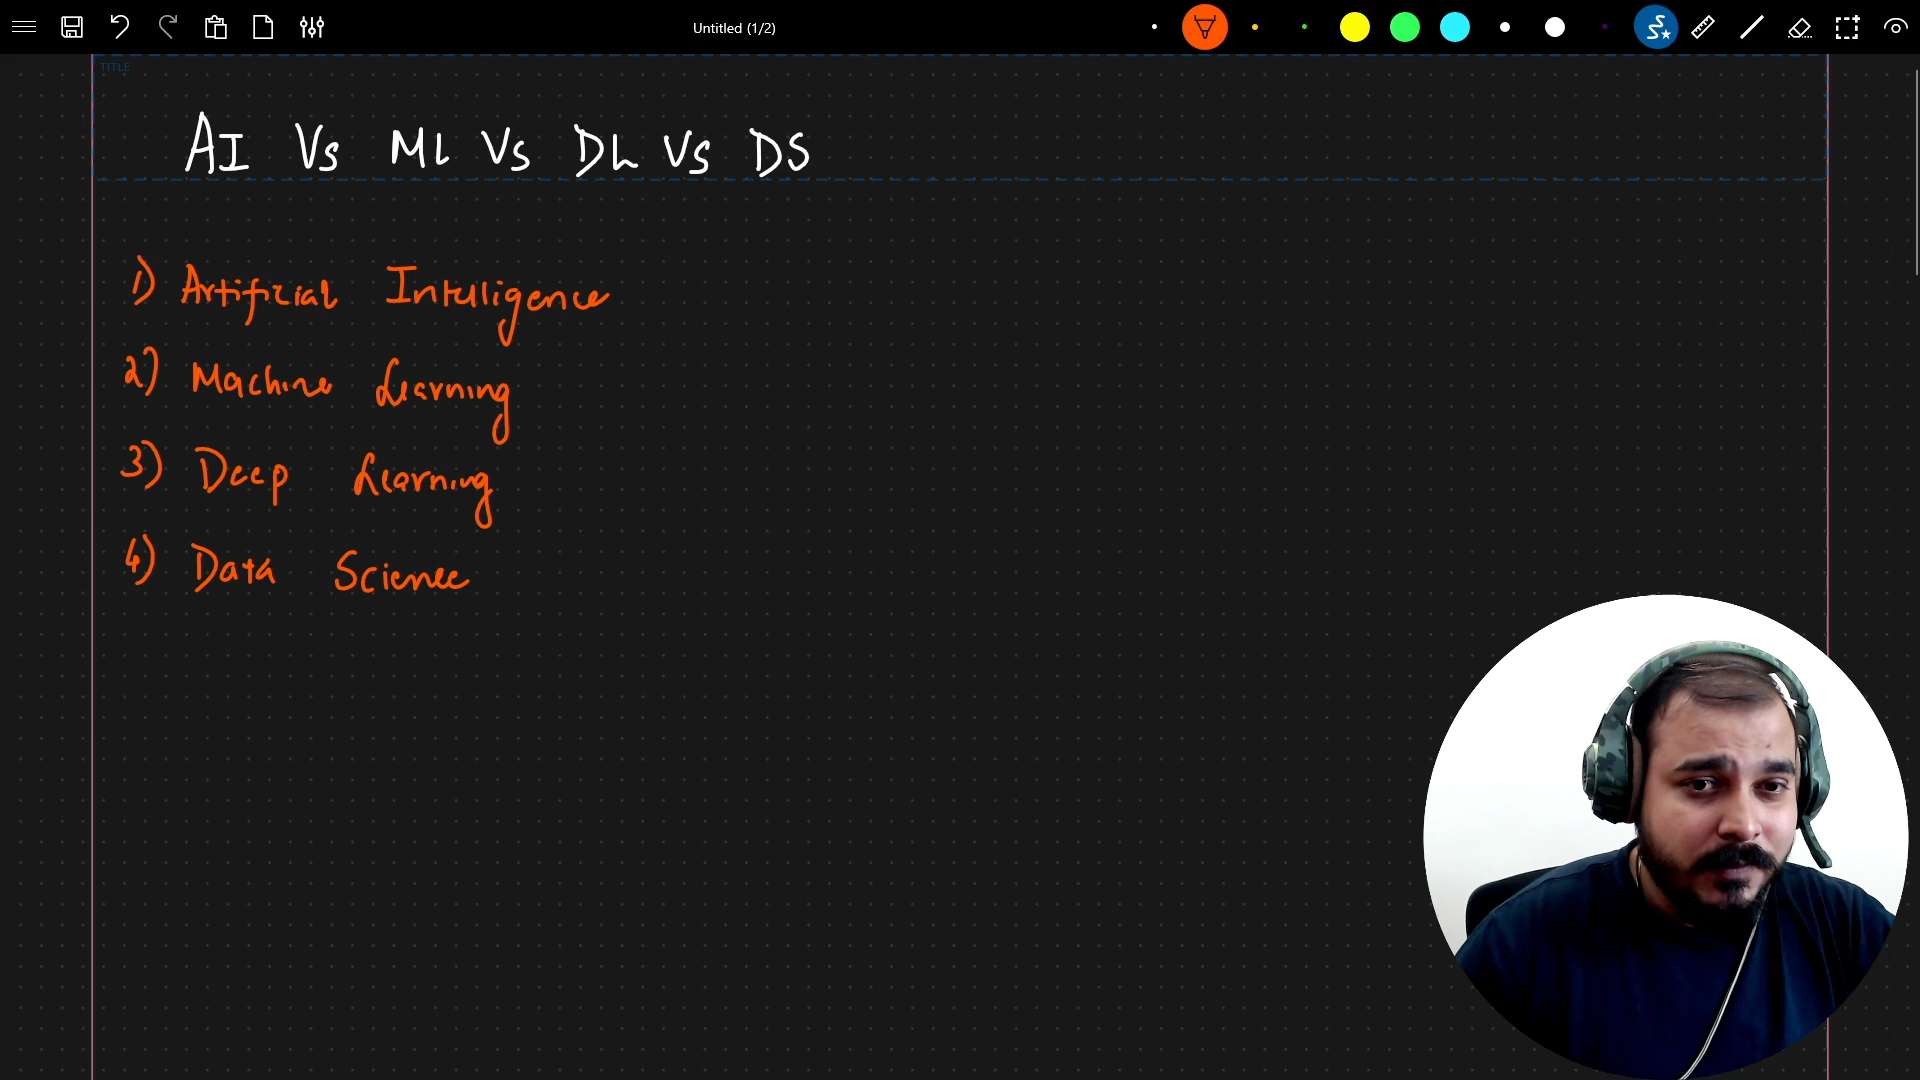 Untitled (1/2)
TITLE
AI Vs ML Vs DL Vs DS
1) Artificial Intelligence
2) Machine Learning
3) Deep Learning
4) Data Science